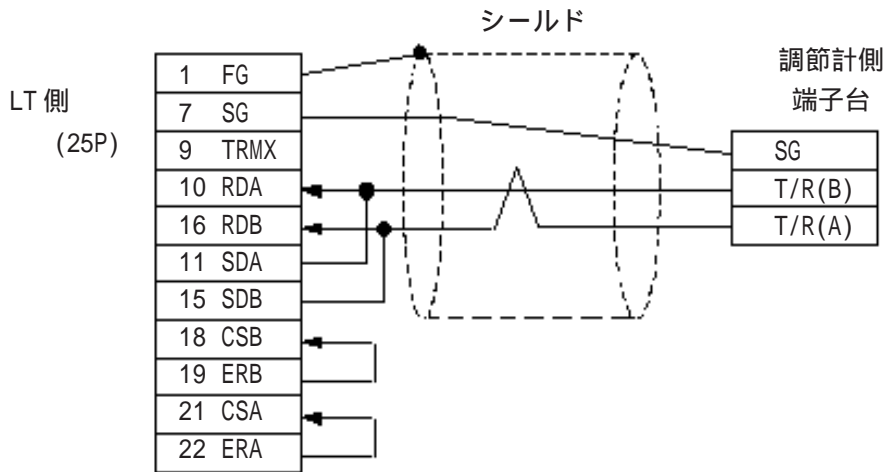 シールド
LT 側
(25P)
1 FG
7 SG
9 TRMX
10 RDA
16 RDB
11 SDA
15 SDB
18 CSB
19 ERB
21 CSA
22 ERA
調節計側
端子台
SG
T/R(B)
T/R(A)